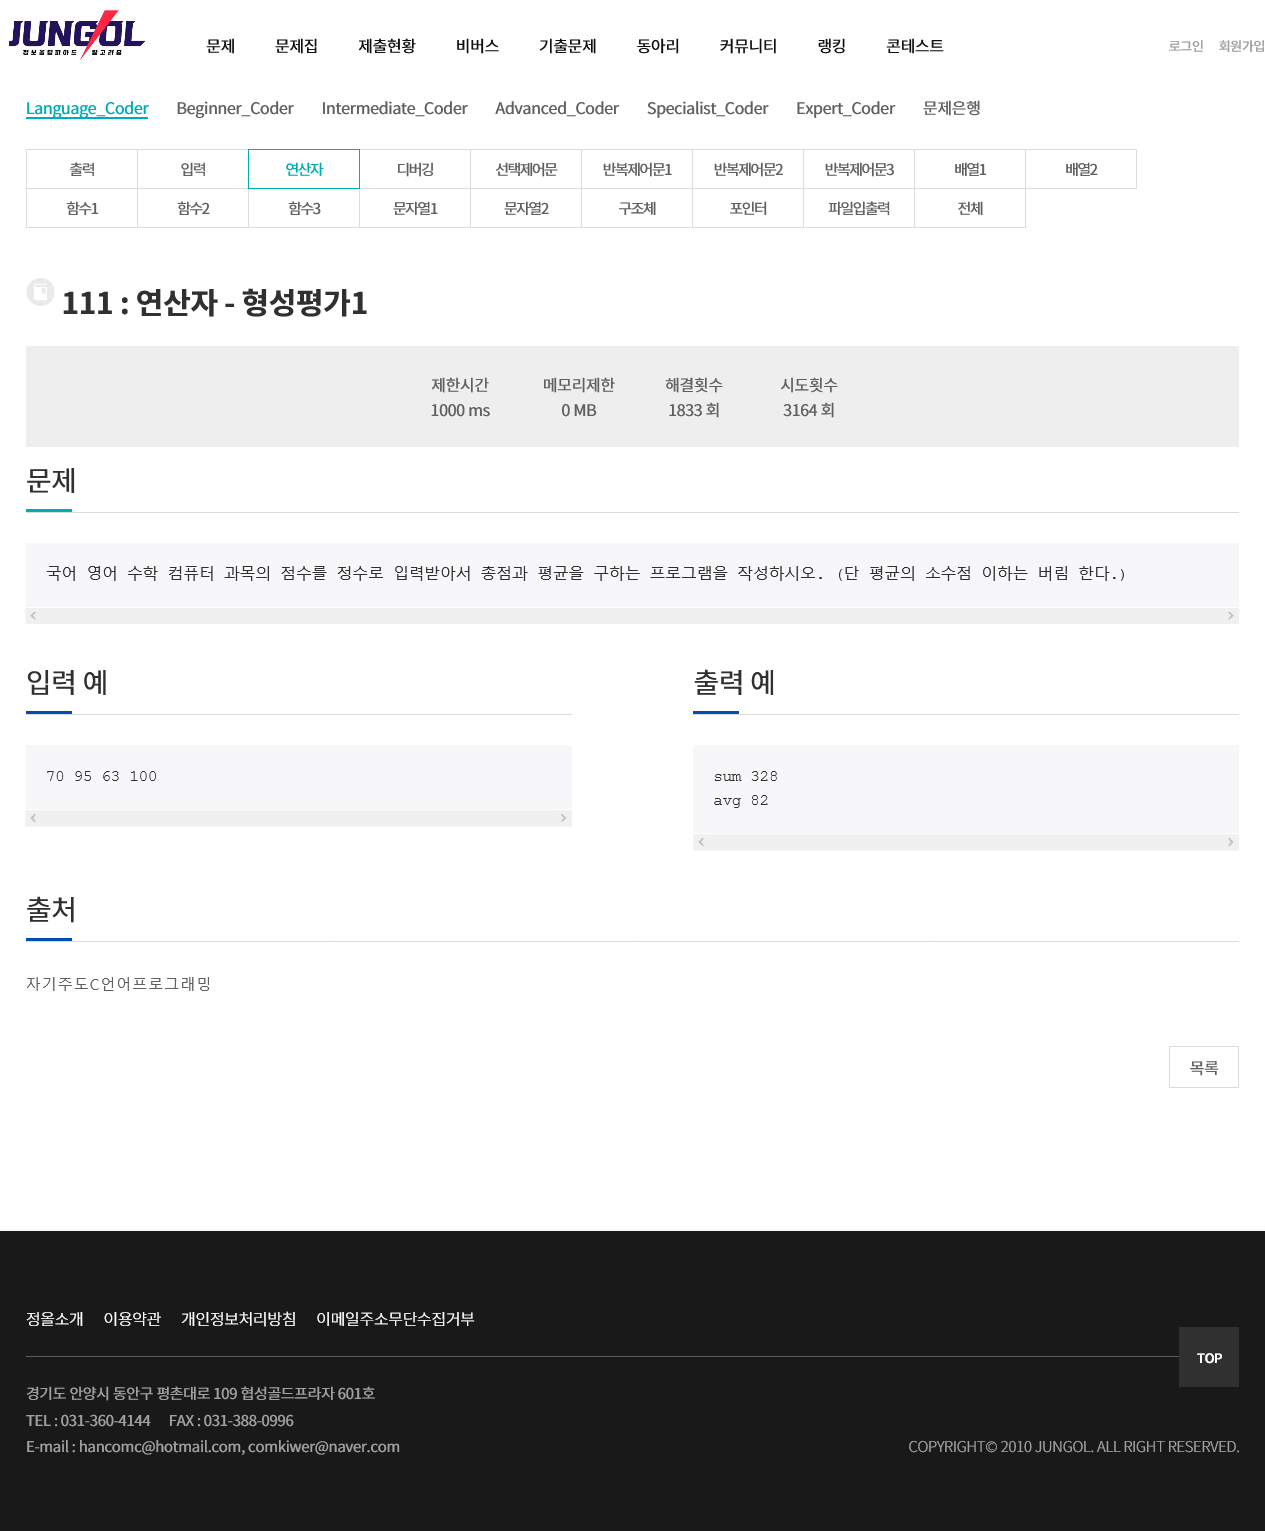 JUNGOL
정보올림피아드 알고리즘
문제 문제집 제출현황 비버스 기출문제 동아리 커뮤니티 랭킹 콘테스트 로그인 회원가입
Language_Coder Beginner_Coder Intermediate_Coder Advanced_Coder Specialist_Coder Expert_Coder 문제은행
출력 입력 연산자 디버깅 선택제어문 반복제어문1 반복제어문2 반복제어문3 배열1 배열2
함수1 함수2 함수3 문자열1 문자열2 구조체 포인터 파일입출력 전체
111 : 연산자 - 형성평가1
제한시간 메모리제한 해결횟수 시도횟수
1000 ms 0 MB 1833 회 3164 회
문제
국어 영어 수학 컴퓨터 과목의 점수를 정수로 입력받아서 총점과 평균을 구하는 프로그램을 작성하시오. (단 평균의 소수점 이하는 버림 한다.)
입력 예
70 95 63 100
출력 예
sum 328
avg 82
출처
자기주도C언어프로그래밍
목록
정올소개 이용약관 개인정보처리방침 이메일주소무단수집거부
TOP
경기도 안양시 동안구 평촌대로 109 협성골드프라자 601호
TEL : 031-360-4144 FAX : 031-388-0996
E-mail : hancomc@hotmail.com, comkiwer@naver.com
COPYRIGHT© 2010 JUNGOL. ALL RIGHT RESERVED.